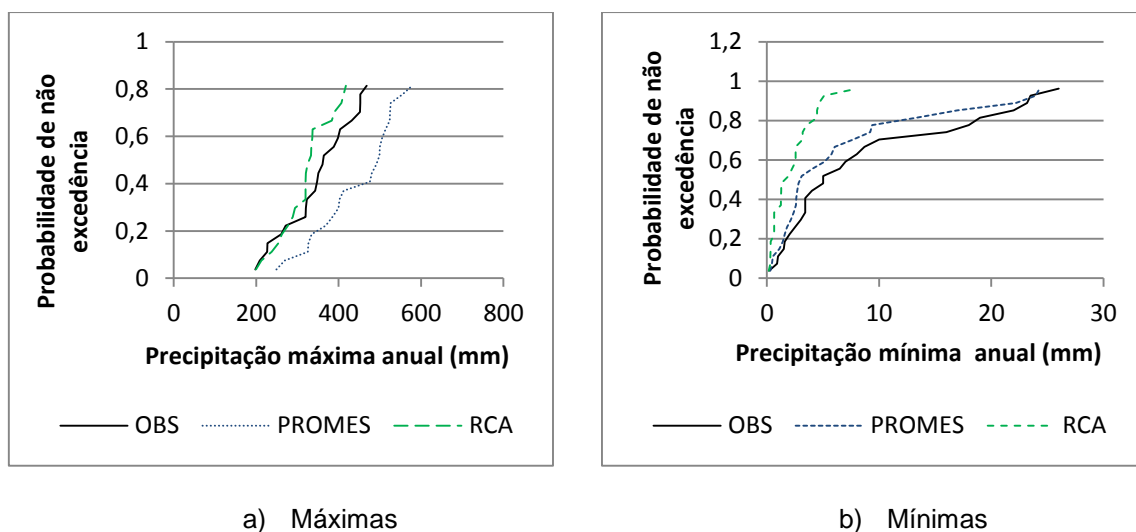 1
0,8
0,6
0,4
0,2
0
0 200 400 600 800
Probabilidade de não
excedência
Precipitação máxima anual (mm)
OBS PROMES RCA
1,2
1
0,8
0,6
0,4
0,2
0
0 10 20 30
Probabilidade de não
excedência
Precipitação mínima anual (mm)
OBS PROMES RCA
a) Máximas
b) Mínimas